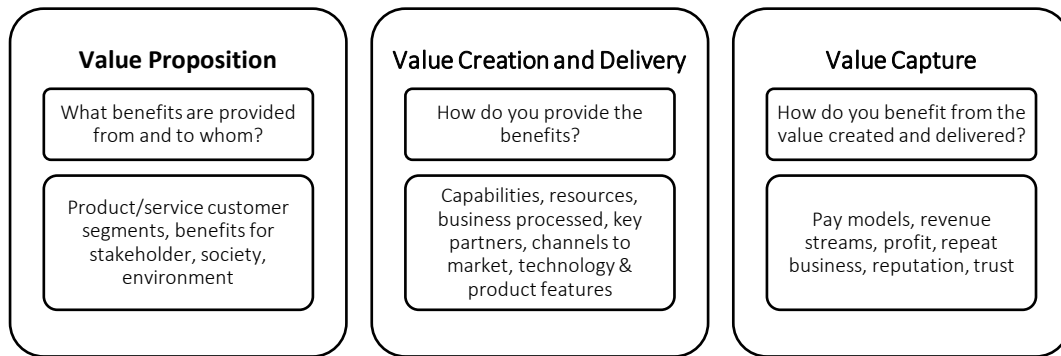 Value Proposition
What benefits are provided
from and to whom?
Product/service customer
segments, benefits for
stakeholder, society,
environment
Value Creation and Delivery
How do you provide the
benefits?
Capabilities, resources,
business processed, key
partners, channels to
market, technology &
product features
Value Capture
How do you benefit from the
value created and delivered?
Pay models, revenue
streams, profit, repeat
business, reputation, trust